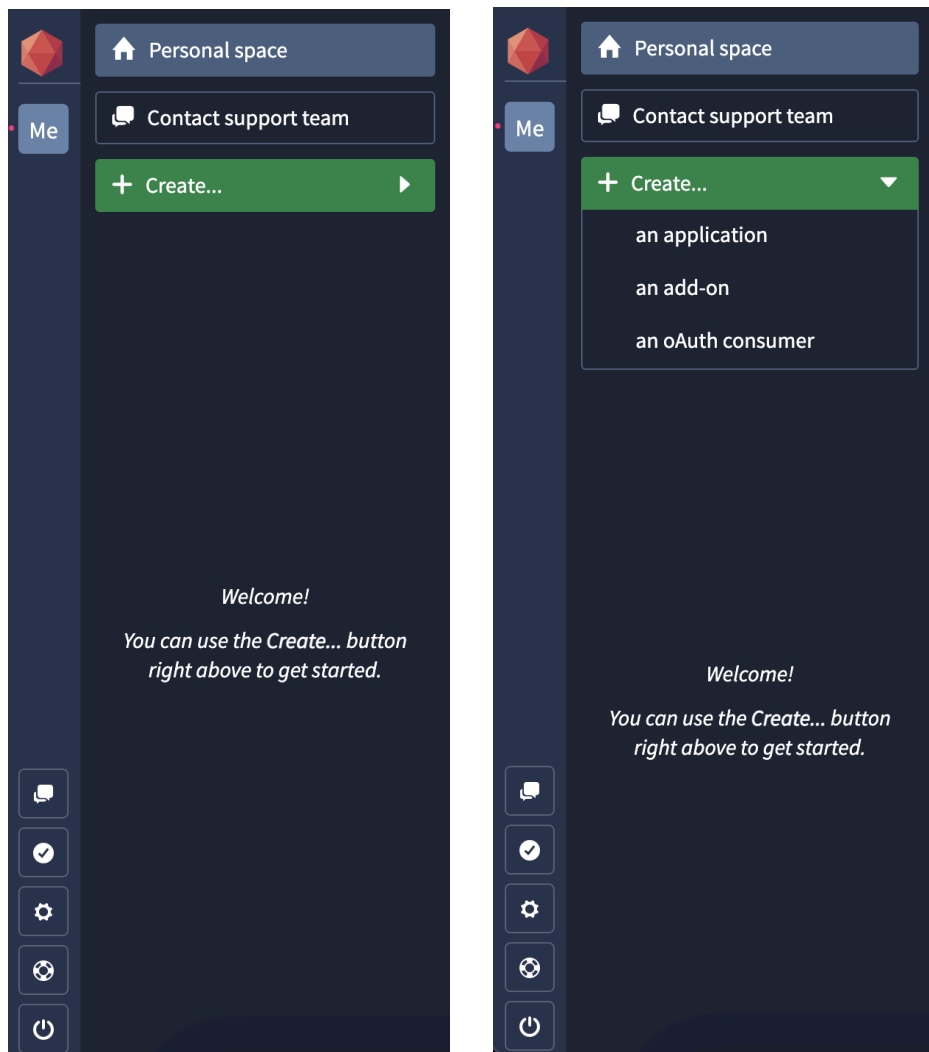 Me
Personal space
Contact support team
Create...
Welcome!
You can use the Create... button
right above to get started.
Me
Personal space
Contact support team
Create...
an application
an add-on
an oAuth consumer
Welcome!
You can use the Create... button
right above to get started.